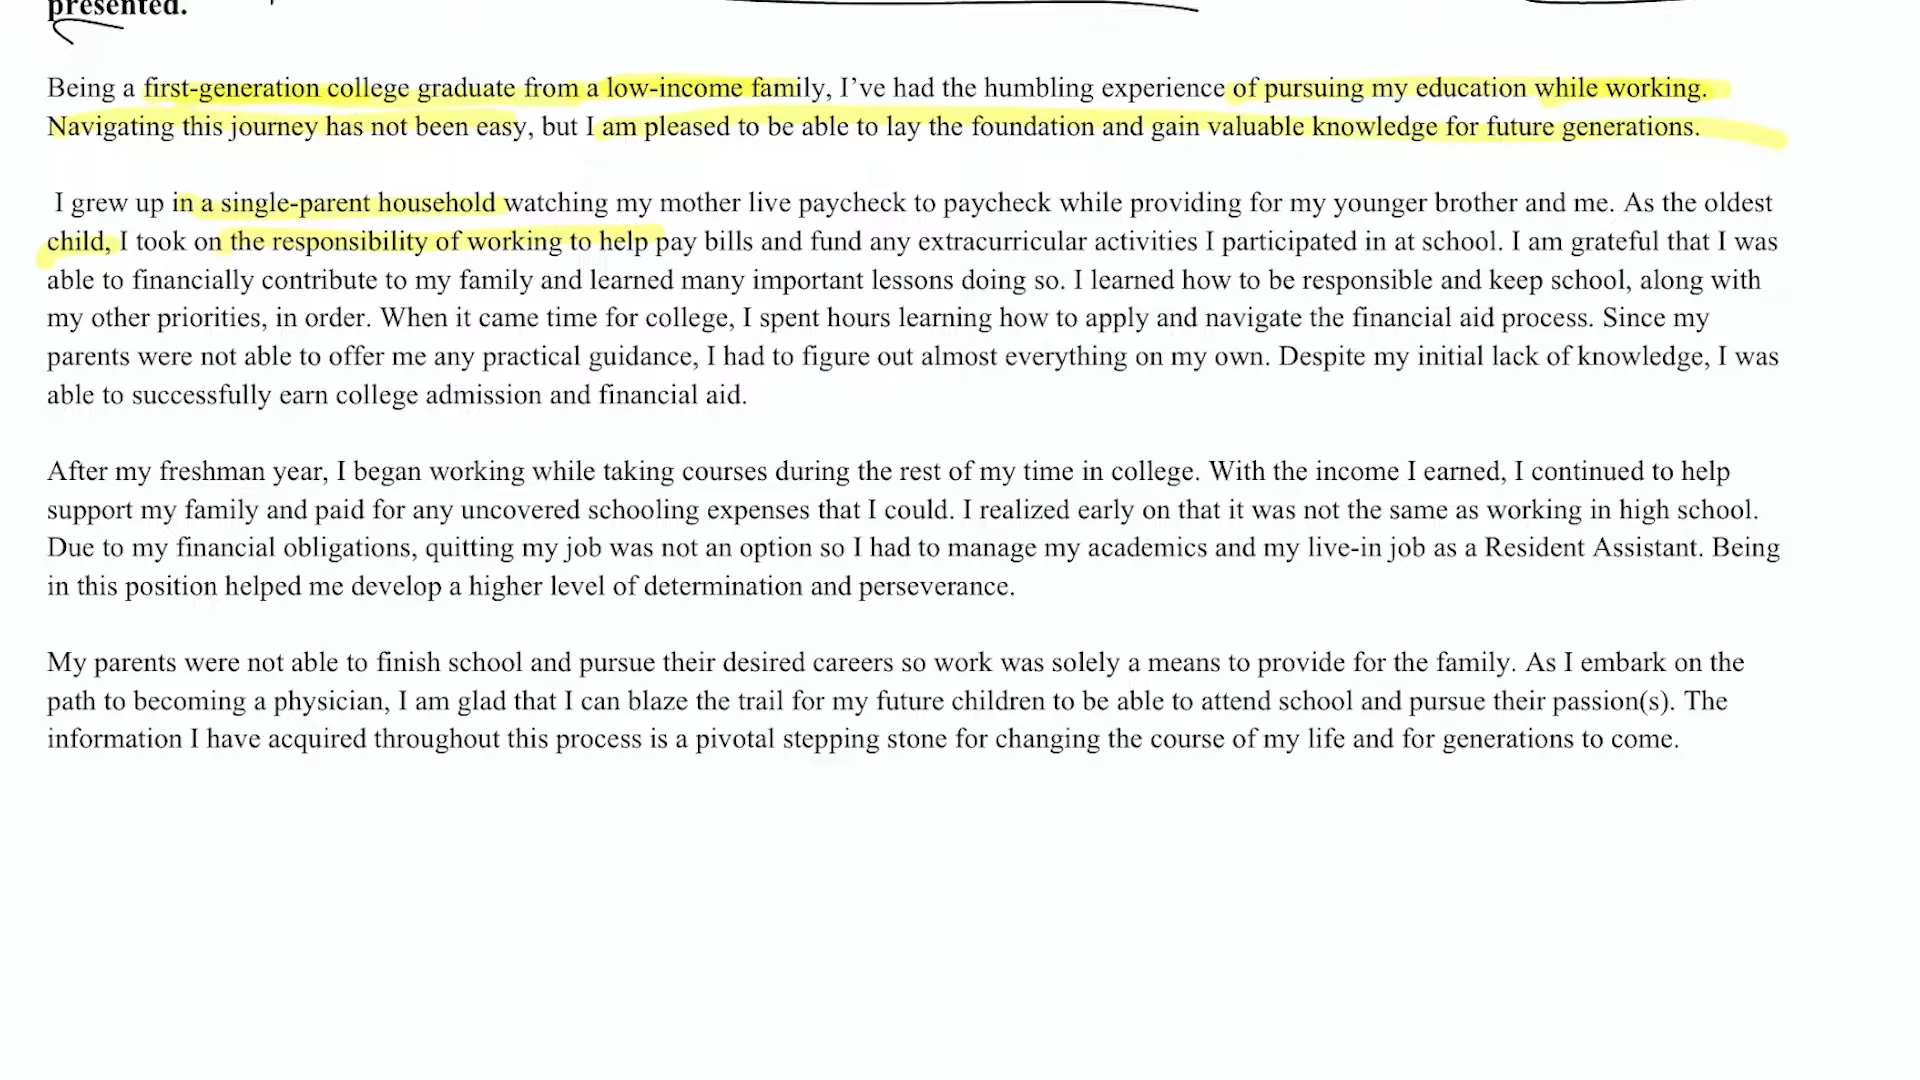 presented.
Being a first-generation college graduate from a low-income family, I’ve had the humbling experience of pursuing my education while working.
Navigating this journey has not been easy, but I am pleased to be able to lay the foundation and gain valuable knowledge for future generations.
I grew up in a single-parent household watching my mother live paycheck to paycheck while providing for my younger brother and me. As the oldest
child, I took on the responsibility of working to help pay bills and fund any extracurricular activities I participated in at school. I am grateful that I was
able to financially contribute to my family and learned many important lessons doing so. I learned how to be responsible and keep school, along with
my other priorities, in order. When it came time for college, I spent hours learning how to apply and navigate the financial aid process. Since my
parents were not able to offer me any practical guidance, I had to figure out almost everything on my own. Despite my initial lack of knowledge, I was
able to successfully earn college admission and financial aid.
After my freshman year, I began working while taking courses during the rest of my time in college. With the income I earned, I continued to help
support my family and paid for any uncovered schooling expenses that I could. I realized early on that it was not the same as working in high school.
Due to my financial obligations, quitting my job was not an option so I had to manage my academics and my live-in job as a Resident Assistant. Being
in this position helped me develop a higher level of determination and perseverance.
My parents were not able to finish school and pursue their desired careers so work was solely a means to provide for the family. As I embark on the
path to becoming a physician, I am glad that I can blaze the trail for my future children to be able to attend school and pursue their passion(s). The
information I have acquired throughout this process is a pivotal stepping stone for changing the course of my life and for generations to come.